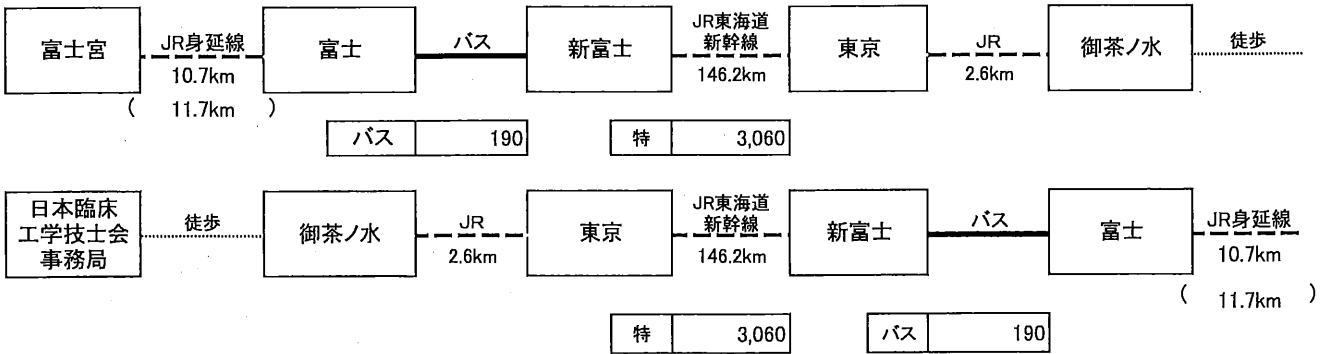 富士宮 JR身延線 富士 バス 新富士 JR東海道 東京 JR 御茶ノ水 徒歩
新幹線
10.7km 146.2km 2.6km
( 11.7km )
バス 190 特 3,060
日本臨床
工学技士会
事務局
徒歩 御茶ノ水 JR 東京 JR東海道 新富士 バス 富士 JR身延線
新幹線
2.6km 146.2km 10.7km
( 11.7km )
特 3,060 バス 190